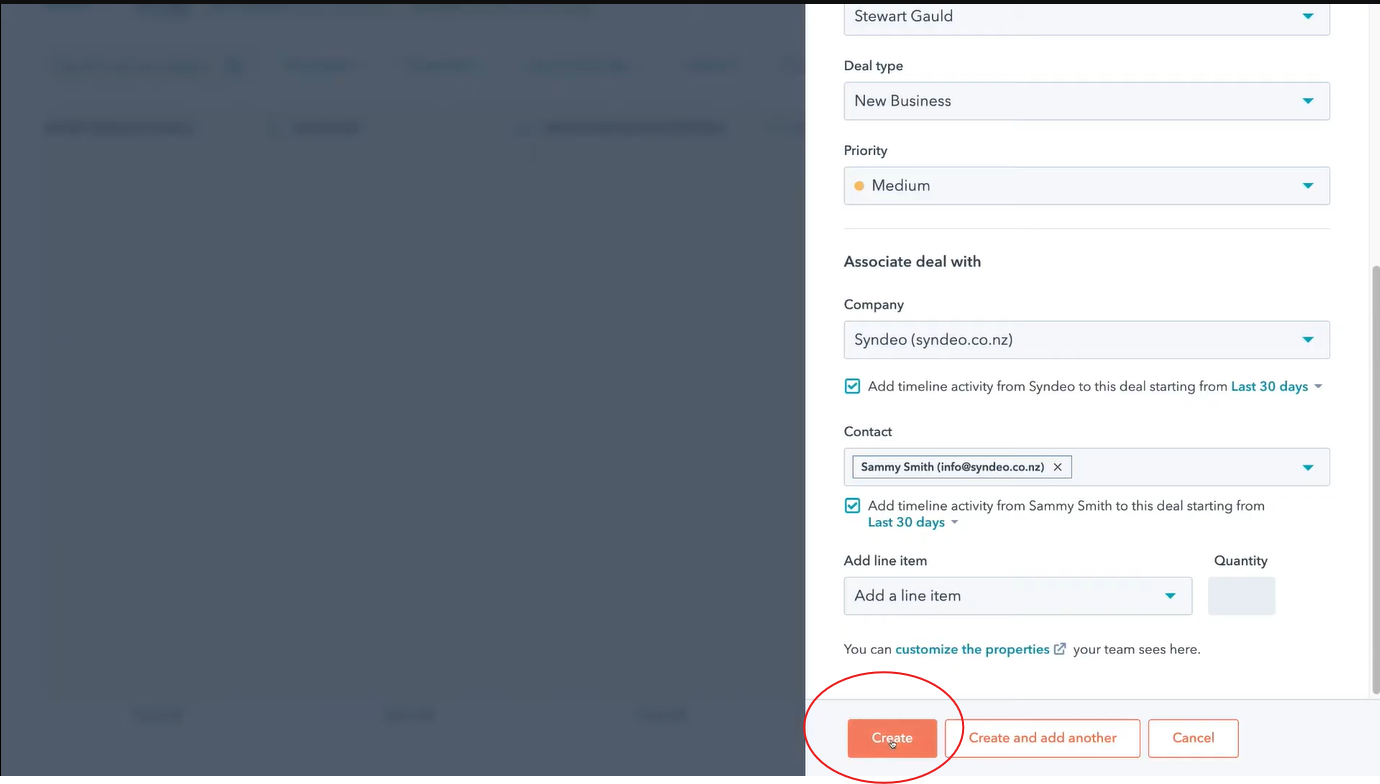 Stewart Gauld
Deal type
New Business
Priority
Medium
Associate deal with
Company
Syndeo (syndeo.co.nz)
Add timeline activity from Syndeo to this deal starting from Last 30 days
Contact
Sammy Smith (info@syndeo.co.nz)
Add timeline activity from Sammy Smith to this deal starting from
Last 30 days
Add line item Quantity
Add a line item
You can customize the properties your team sees here.
Create Create and add another Cancel